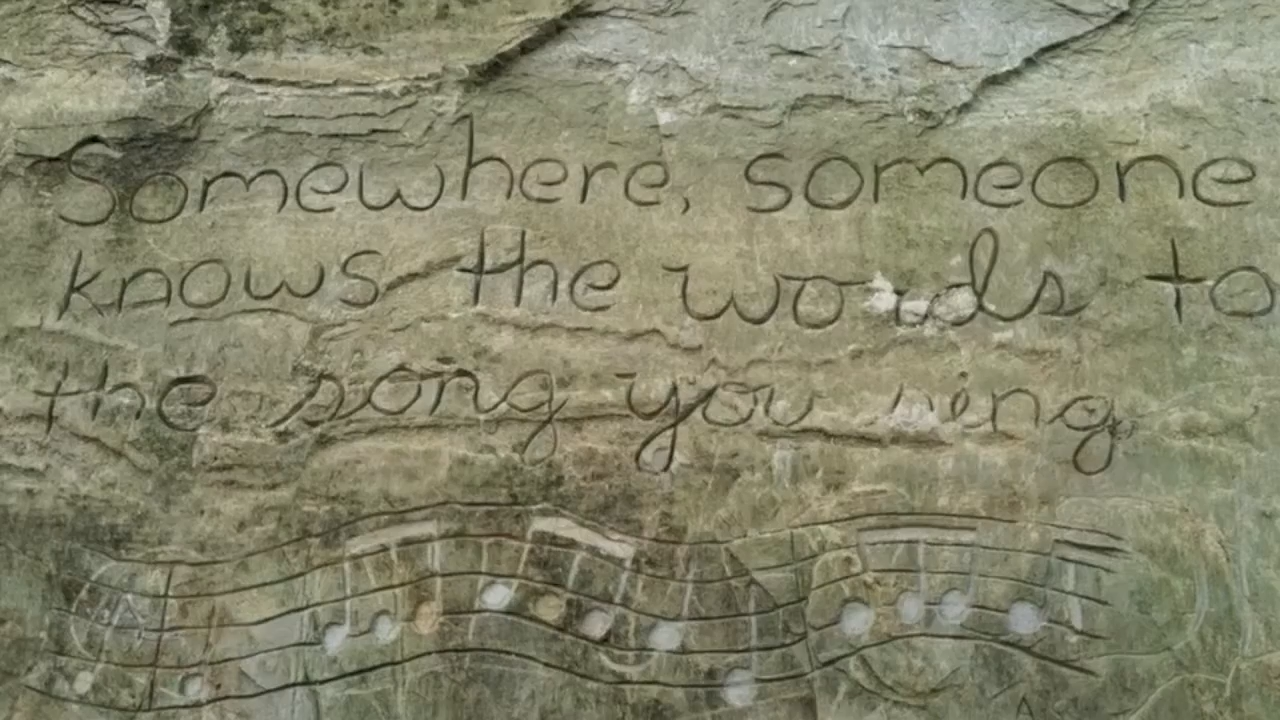 Somewhere, someone
knows the words to
the song you sing.